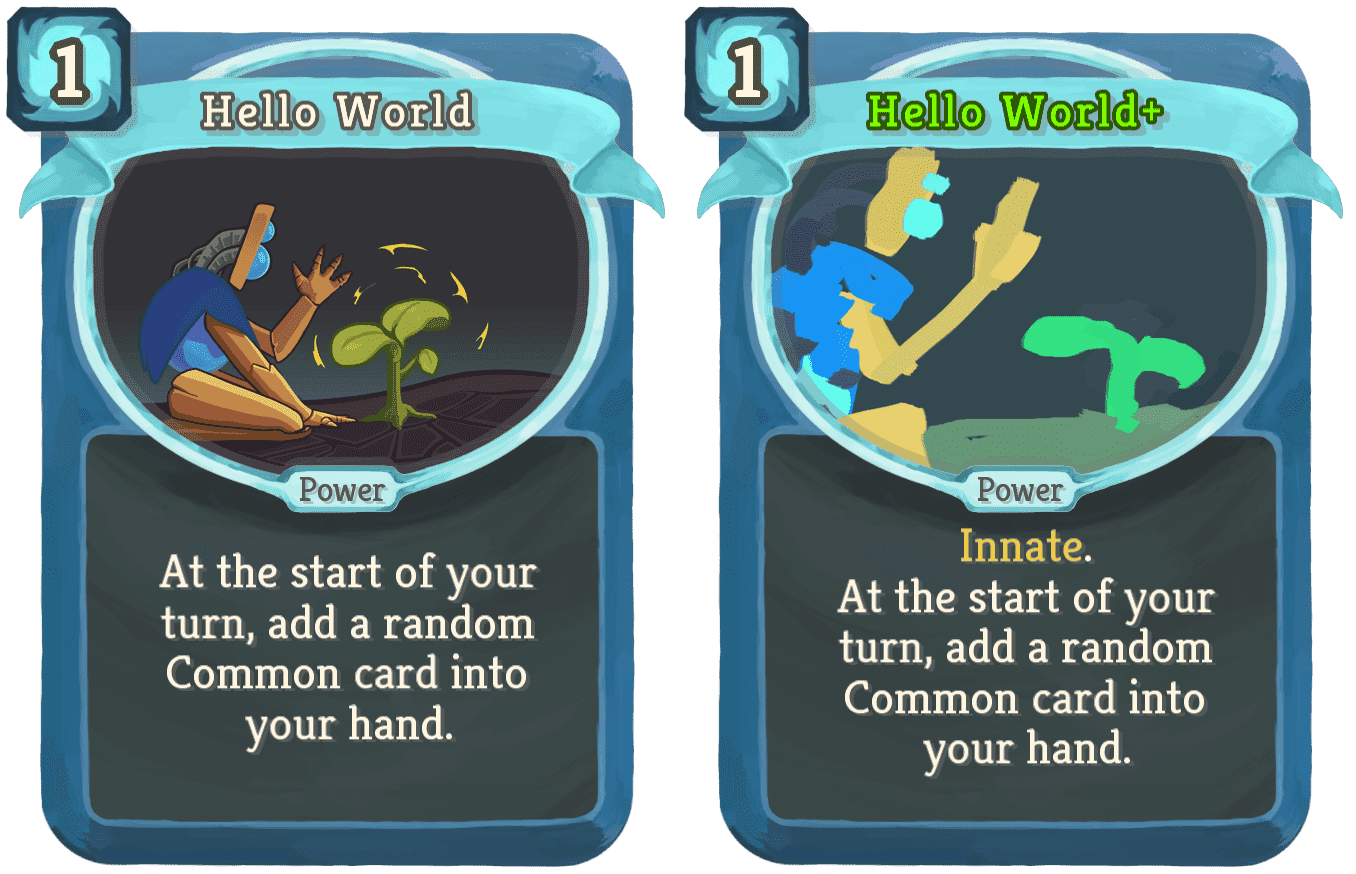 1
Hello World
Power
At the start of your
turn, add a random
Common card into
your hand.
1
Hello World+
Power
Innate.
At the start of your
turn, add a random
Common card into
your hand.